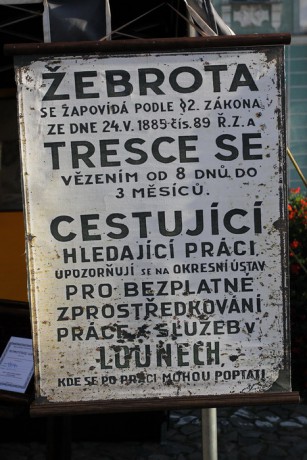 ŽEBROTA
SE ZAPOVÍDÁ PODLE §2. ZÁKONA
ZE DNE 24.V. 1885 čís. 89 Ř.Z. A
TRESCE SE
VĚZENÍM OD 8 DNŮ DO
3 MĚSÍCŮ.
CESTUJÍCÍ
HLEDAJÍCÍ PRÁCI
UPOZORŇUJÍ SE NA OKRESNÍ ÚSTAV
PRO BEZPLATNÉ
ZPROSTŘEDKOVÁNÍ
PRÁCE A SLUŽEB V
LOUNECH.
KDE SE PO PRÁCI MOHOU POPTATI